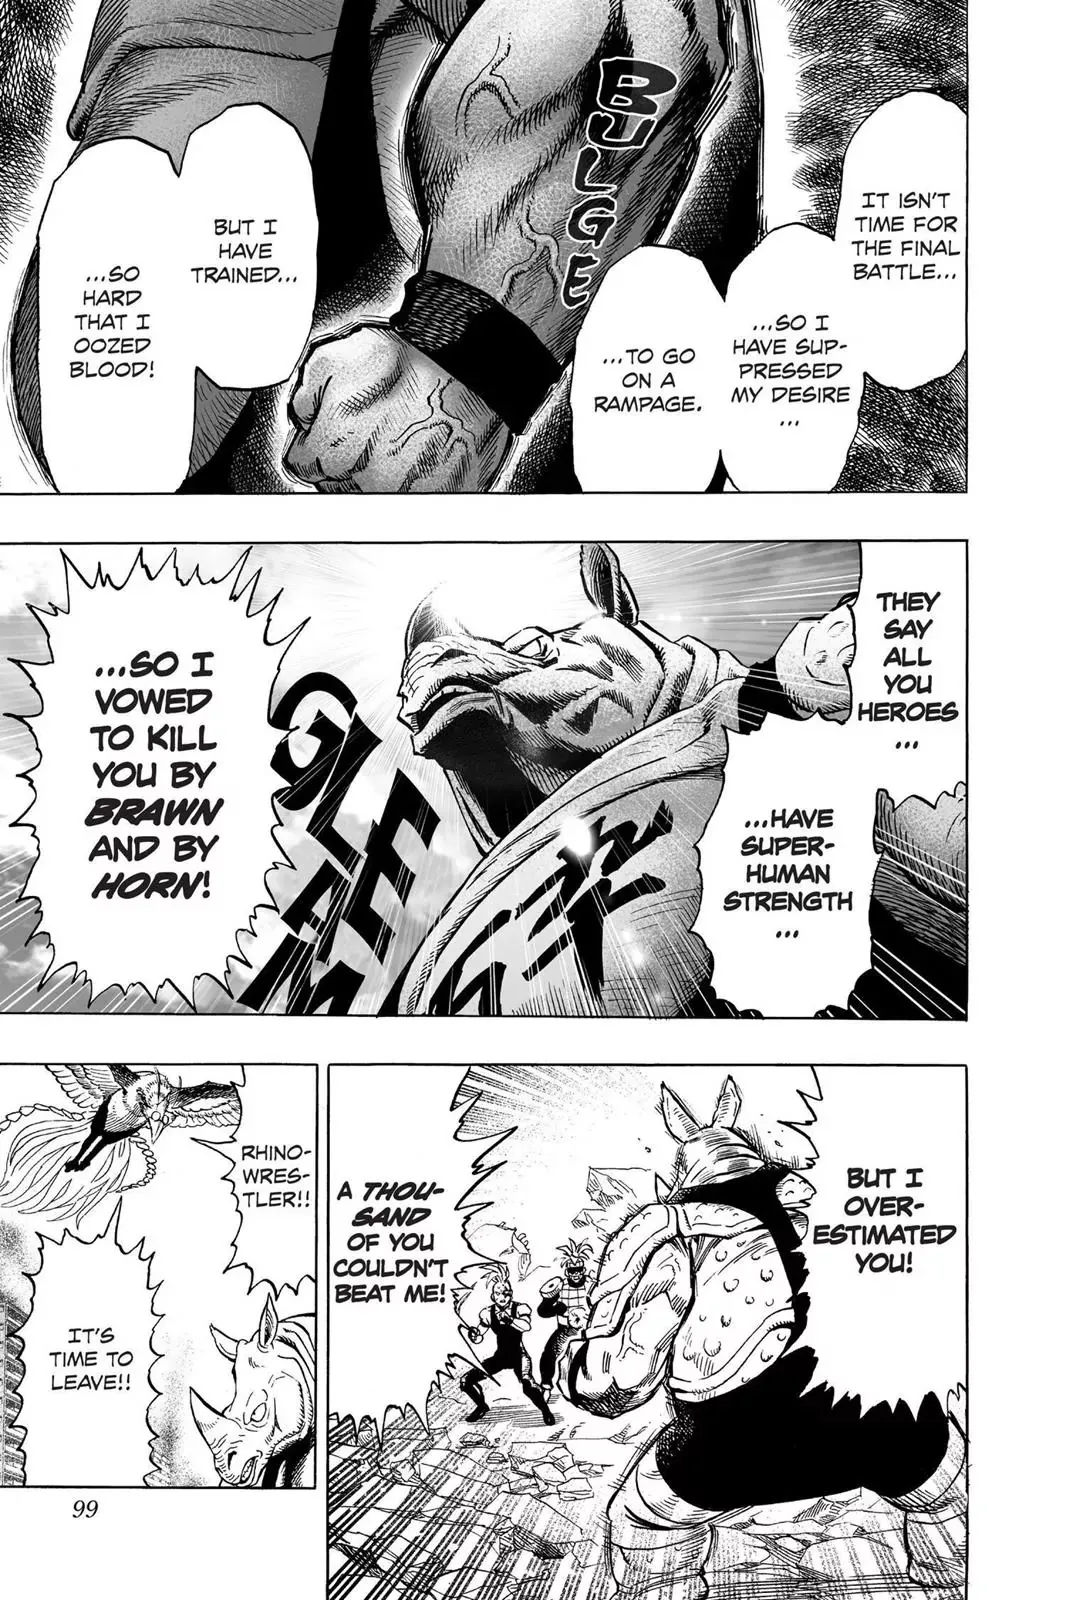 IT ISN'T
TIME FOR
THE FINAL
BATTLE...
...SO I
HAVE SUP-
PRESSED
MY DESIRE
...
...TO GO
ON A
RAMPAGE.
BULGE
BUT I
HAVE
TRAINED...
...SO
HARD
THAT I
OOZED
BLOOD!
THEY
SAY
ALL
YOU
HEROES
...
...HAVE
SUPER-
HUMAN
STRENGTH
...
GLEAM
...SO I
VOWED
TO KILL
YOU BY
BRAWN
AND BY
HORN!
BUT I
OVER-
ESTIMATED
YOU!
A THOU-
SAND
OF YOU
COULDN'T
BEAT ME!
RHINO-
WRES-
TLER!!
IT'S
TIME TO
LEAVE!!
99